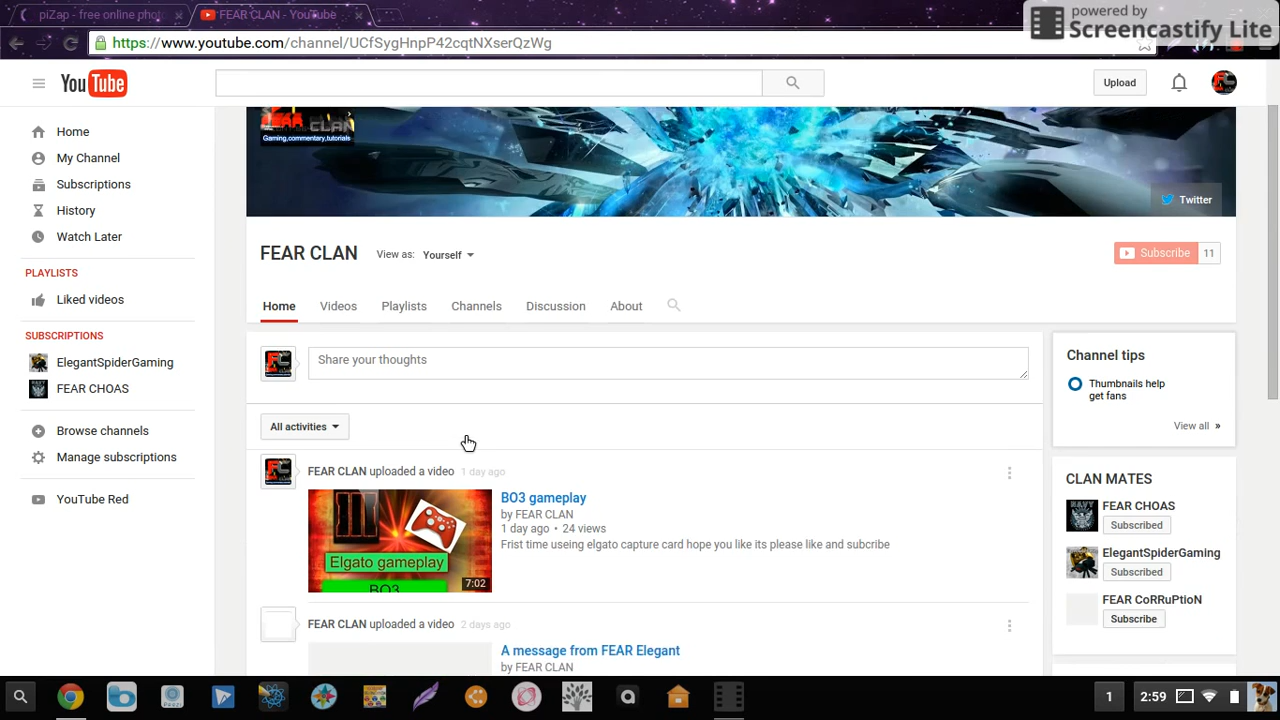 piZap - free online photo
FEAR CLAN - YouTube
powered by
Screencastify Lite
https://www.youtube.com/channel/UCfSygHnpP42cqtNXserQzWg
YouTube
Upload
Home
My Channel
Subscriptions
History
Watch Later
PLAYLISTS
Liked videos
SUBSCRIPTIONS
ElegantSpiderGaming
FEAR CHOAS
Browse channels
Manage subscriptions
YouTube Red
FEAR CLAN
Gaming,commentary,tutorials
Twitter
FEAR CLAN
View as: Yourself
Subscribe 11
Home Videos Playlists Channels Discussion About
Share your thoughts
All activities
FEAR CLAN uploaded a video 1 day ago
Elgato gameplay
BO3
7:02
BO3 gameplay
by FEAR CLAN
1 day ago • 24 views
Frist time useing elgato capture card hope you like its please like and subcribe
FEAR CLAN uploaded a video 2 days ago
A message from FEAR Elegant
by FEAR CLAN
Channel tips
Thumbnails help
get fans
View all »
CLAN MATES
FEAR CHOAS
Subscribed
ElegantSpiderGaming
Subscribed
FEAR CoRRuPtioN
Subscribe
1
2:59